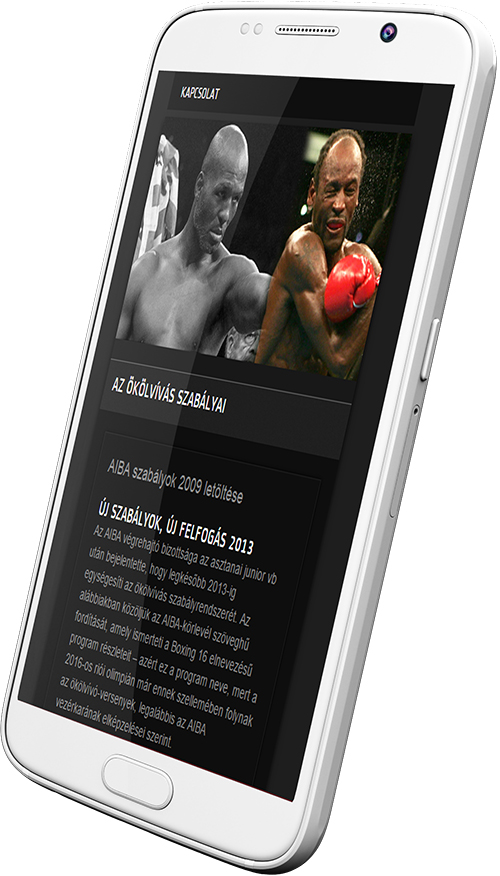 KAPCSOLAT
AZ ÖKÖLVÍVÁS SZABÁLYAI
AIBA szabályok 2009 letöltése
ÚJ SZABÁLYOK, ÚJ FELFOGÁS 2013
Az AIBA végrehajtó bizottsága az asztanai junior vb
után bejelentette, hogy legkésőbb 2013-ig
egységesíti az ökölvívás szabályrendszerét. Az
alábbiakban közöljük az AIBA-körlevél szöveghű
fordítását, amely ismerteti a Boxing 16 elnevezésű
program részleteit – azért ez a program neve, mert a
2016-os riói olimpián már ennek szellemében folynak
az ökölvívó-versenyek, legalábbis az AIBA
vezérkarának elképzelései szerint.